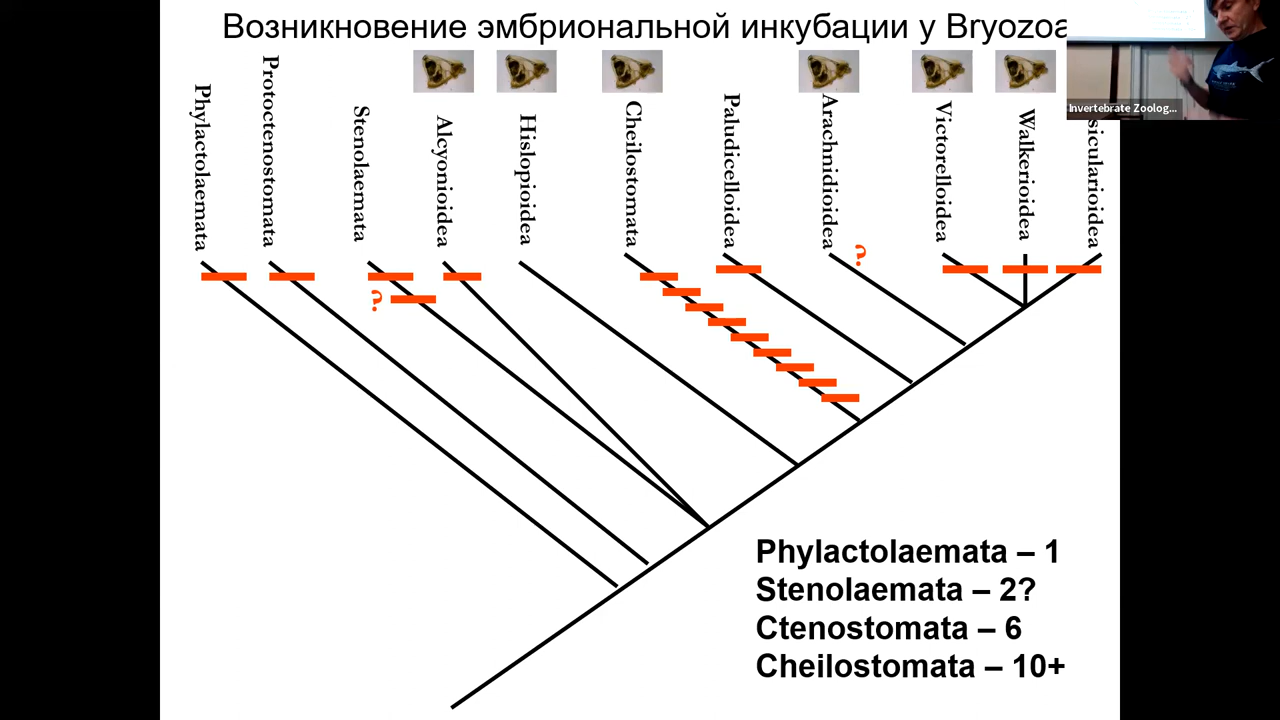 Возникновение эмбриональной инкубации у Bryozoa
Phylactolaemata
Protoctenostomata
Stenolaemata
Alcyonioidea
Hislopioidea
Cheilostomata
Paludicelloidea
Arachnidioidea
Victorelloidea
Walkerioidea
sicularioidea
?
?
Invertebrate Zoolog...
Phylactolaemata – 1
Stenolaemata – 2?
Ctenostomata – 6
Cheilostomata – 10+